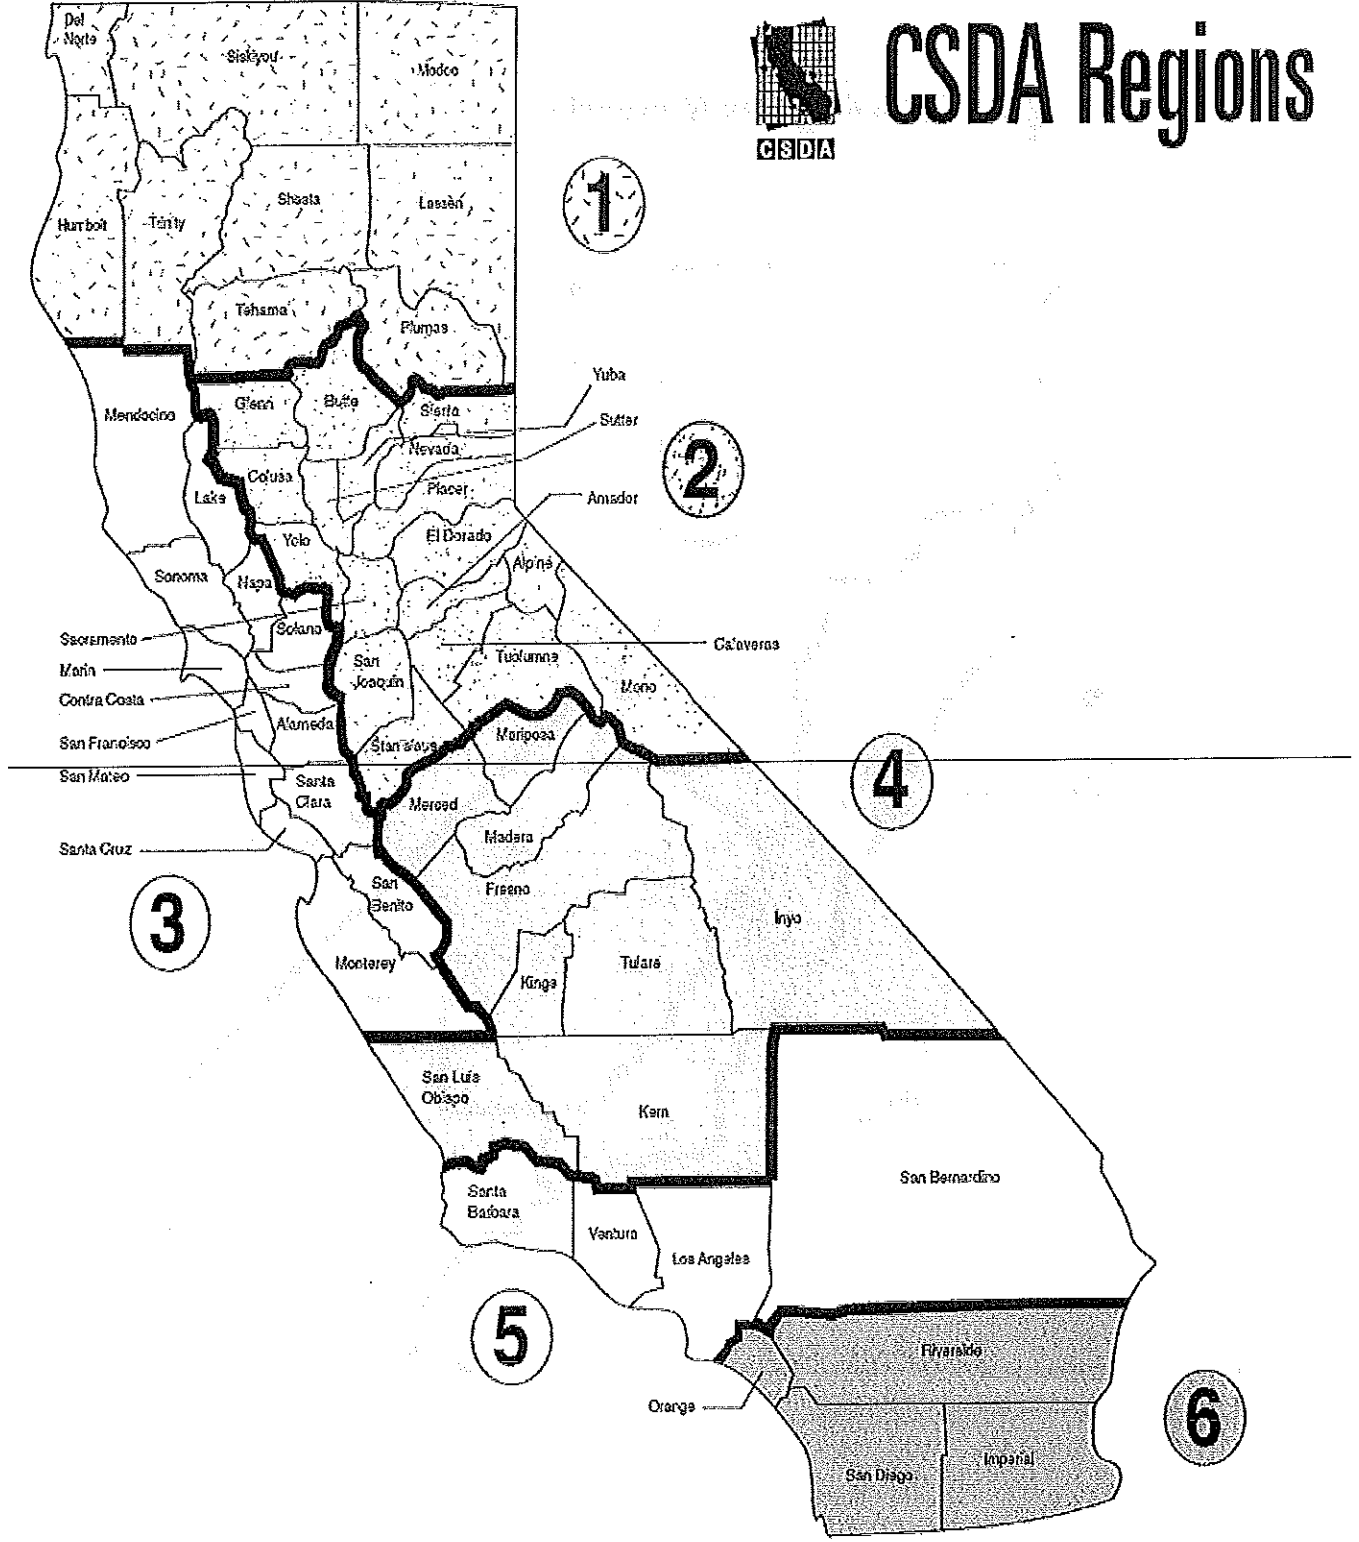 CSDA Regions
CSDA
Del
Norte
Siskiyou
Modoc
1
Shasta
Lassen
Humbolt
Trinity
Tehama
Plumas
Yuba
Glenn
Butte
Sierra
Mendocino
Sutter
Nevada
2
Colusa
Placer
Lake
Amador
Yolo
El Dorado
Alpine
Sonoma
Napa
Solano
Sacramento
Calaveras
San
Joaquin
Tuolumne
Marin
Mono
Contra Costa
Alameda
San Francisco
Stanislaus
Mariposa
San Mateo
Santa
Clara
Merced
4
Madera
Santa Cruz
San
Benito
Fresno
3
Inyo
Monterey
Kings
Tulare
San Luis
Obispo
Kern
San Bernardino
Santa
Barbara
Ventura
Los Angeles
5
Riverside
Orange
6
San Diego
Imperial